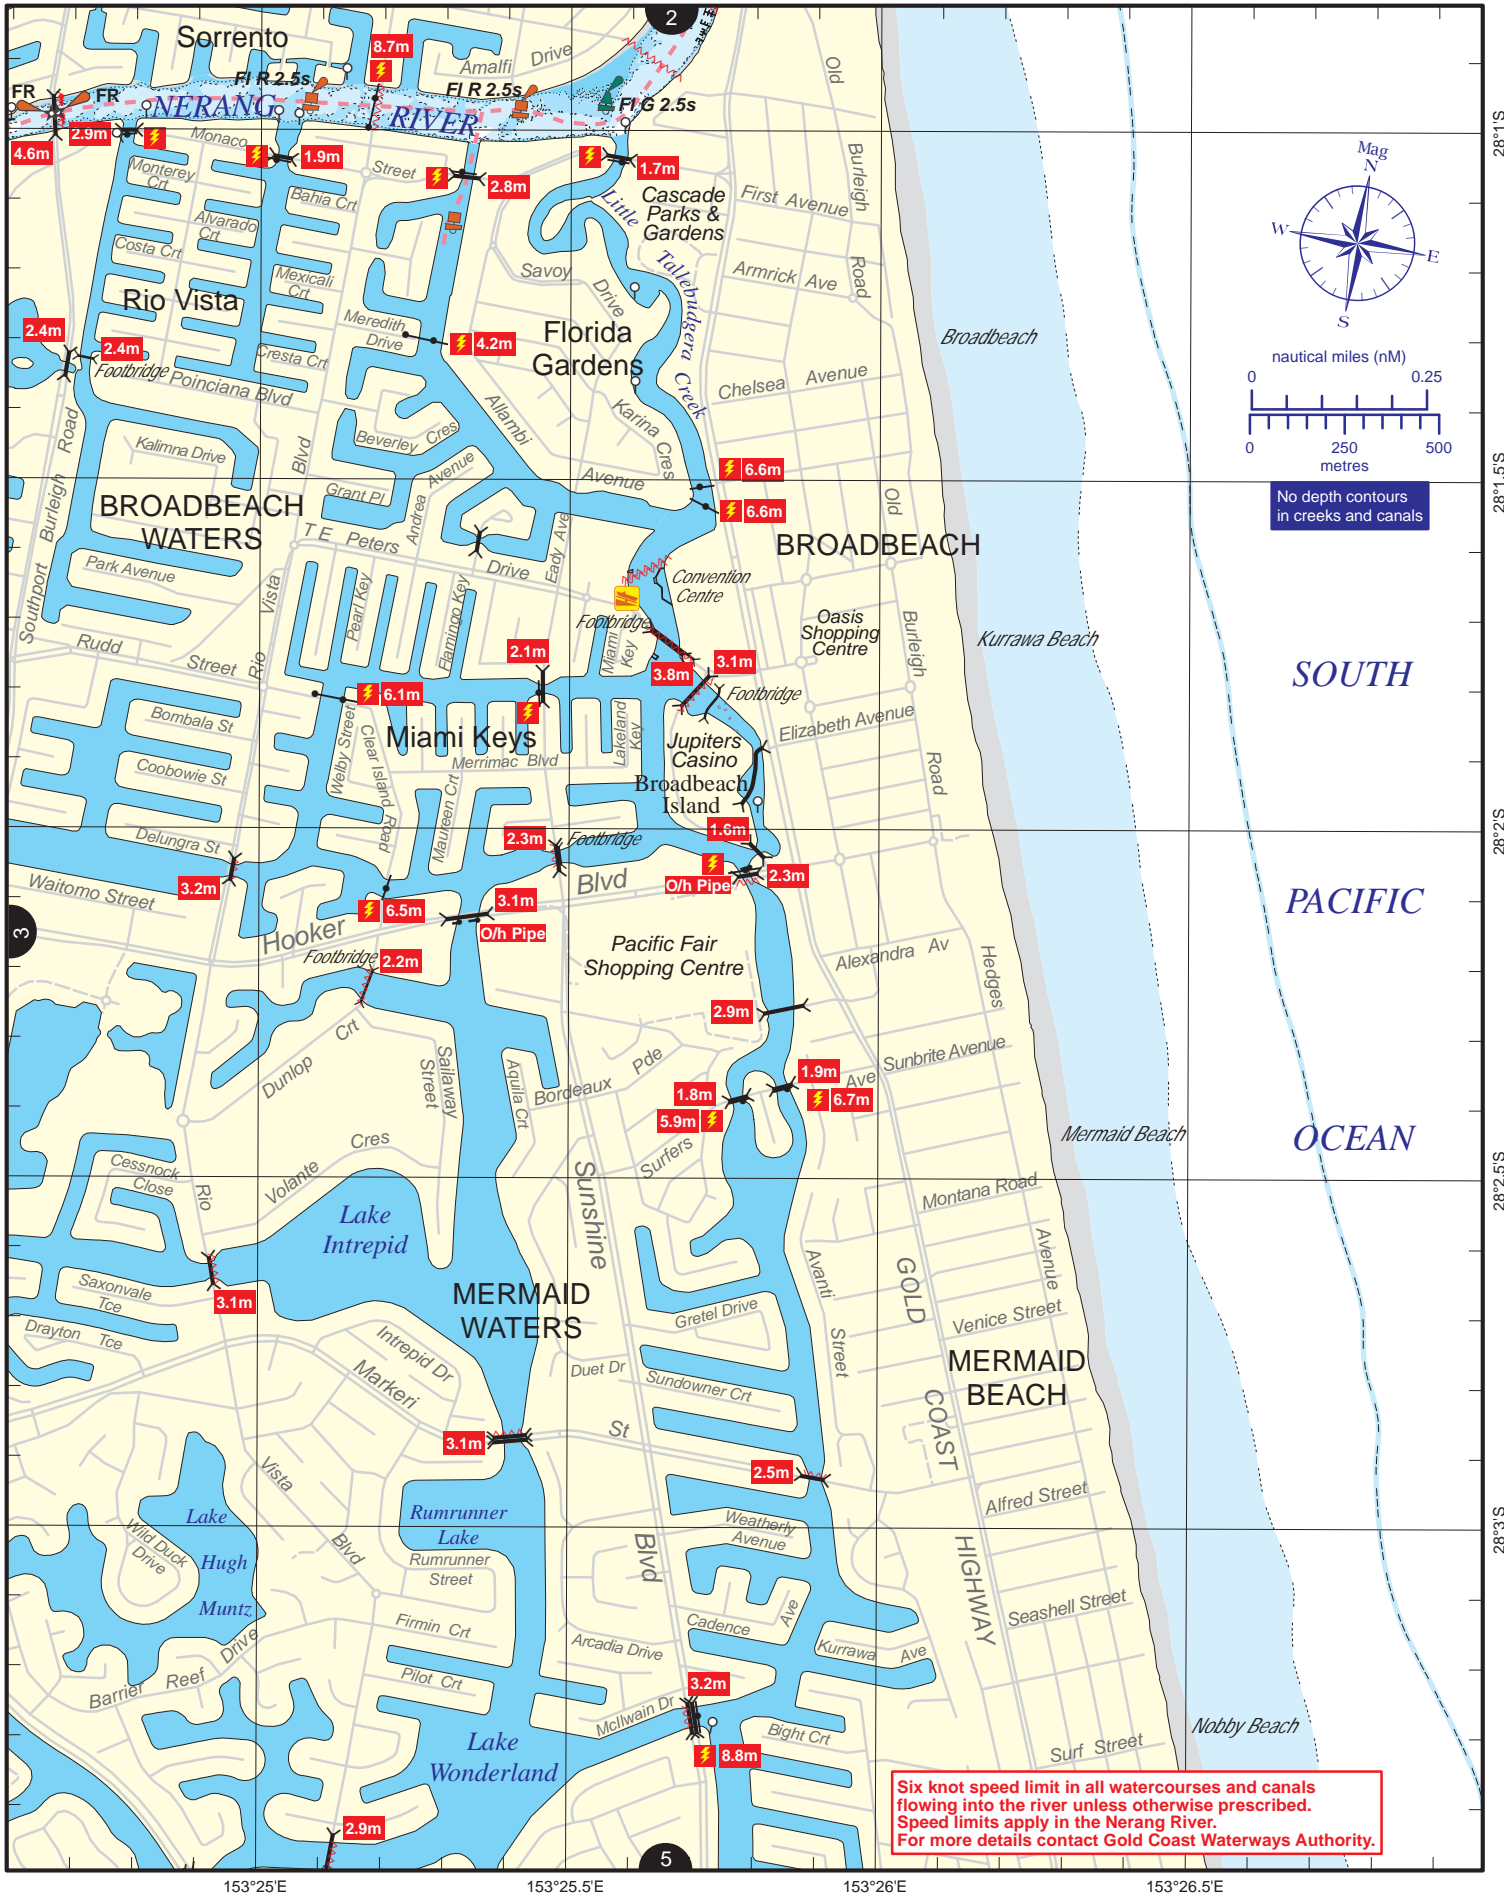 2
Sorrento
8.7m
Amalfi Drive
Fl R 2.5s
Fl R 2.5s
Fl G 2.5s
FR
FR
NERANG
RIVER
4.6m
2.9m
Monaco
Street
1.9m
2.8m
1.7m
Monterey
Crt
Bahia Crt
Alvarado
Crt
Costa Crt
Mexicali
Crt
Rio Vista
Meredith
Drive
4.2m
Cresta Crt
2.4m
2.4m
Footbridge
Poinciana Blvd
Little
Tallebudgera
Creek
Cascade
Parks &
Gardens
First Avenue
Armrick Ave
Old
Burleigh
Road
Savoy
Drive
Florida
Gardens
Chelsea Avenue
Karina Cres
Allambi
Avenue
Beverley Cres
Avenue
Andrea
Grant Pl
Kalimna Drive
Blvd
Southport
Burleigh
Road
BROADBEACH
WATERS
6.6m
6.6m
T E Peters
Drive
Eady Ave
Park Avenue
Vista
Rio
Pearl Key
Flamingo Key
Miami
Key
Rudd
Street
BROADBEACH
Convention
Centre
Footbridge
3.8m
3.1m
Footbridge
Oasis
Shopping
Centre
Old
Burleigh
Road
2.1m
6.1m
Miami Keys
Merrimac Blvd
Lakeland
Key
Elizabeth Avenue
Jupiters
Casino
Broadbeach
Island
Bombala St
Coobowie St
Delungra St
Welby Street
Clear Island
Road
Maureen Crt
2.3m
Footbridge
1.6m
O/h Pipe
2.3m
3.2m
Waitomo Street
6.5m
3.1m
O/h Pipe
Hooker
Blvd
Footbridge
2.2m
3
Pacific Fair
Shopping Centre
Alexandra Av
Hedges
Avenue
2.9m
Dunlop
Crt
Sailaway
Street
Aquila Crt
Bordeaux
Pde
Surfers
Ave
Sunbrite Avenue
1.8m
5.9m
1.9m
6.7m
Cessnock
Close
Rio
Volante
Cres
Lake
Intrepid
Sunshine
Blvd
Montana Road
Avanti
Street
GOLD
COAST
HIGHWAY
Saxonvale
Tce
Drayton Tce
3.1m
MERMAID
WATERS
Gretel Drive
Venice Street
Intrepid Dr
Markeri
St
Duet Dr
Sundowner Crt
MERMAID
BEACH
3.1m
2.5m
Vista
Blvd
Lake
Hugh
Muntz
Wild Duck
Drive
Rumrunner
Lake
Rumrunner
Street
Weatherly
Avenue
Alfred Street
Firmin Crt
Pilot Crt
Barrier Reef Drive
Arcadia Drive
Cadence
Ave
Kurrawa Ave
Seashell Street
McIlwain Dr
3.2m
8.8m
Bight Crt
Surf Street
Lake
Wonderland
2.9m
5
Broadbeach
Kurrawa Beach
Mermaid Beach
Nobby Beach
SOUTH
PACIFIC
OCEAN
Mag
N
W
E
S
nautical miles (nM)
0 0.25
0 250 500
metres
No depth contours
in creeks and canals
Six knot speed limit in all watercourses and canals
flowing into the river unless otherwise prescribed.
Speed limits apply in the Nerang River.
For more details contact Gold Coast Waterways Authority.
28°1'S
28°1.5'S
28°2'S
28°2.5'S
28°3'S
153°25'E
153°25.5'E
153°26'E
153°26.5'E